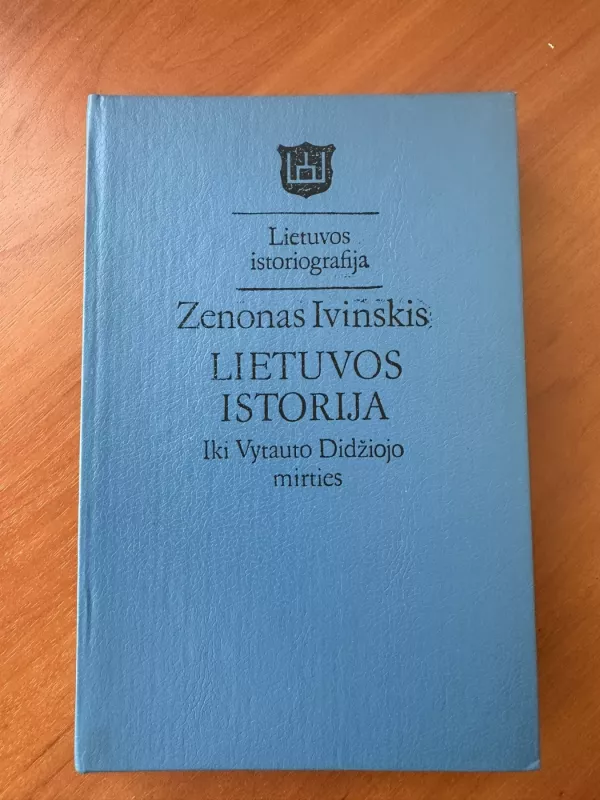 Lietuvos
istoriografija
Zenonas Ivinskis
LIETUVOS
ISTORIJA
Iki Vytauto Didžiojo
mirties